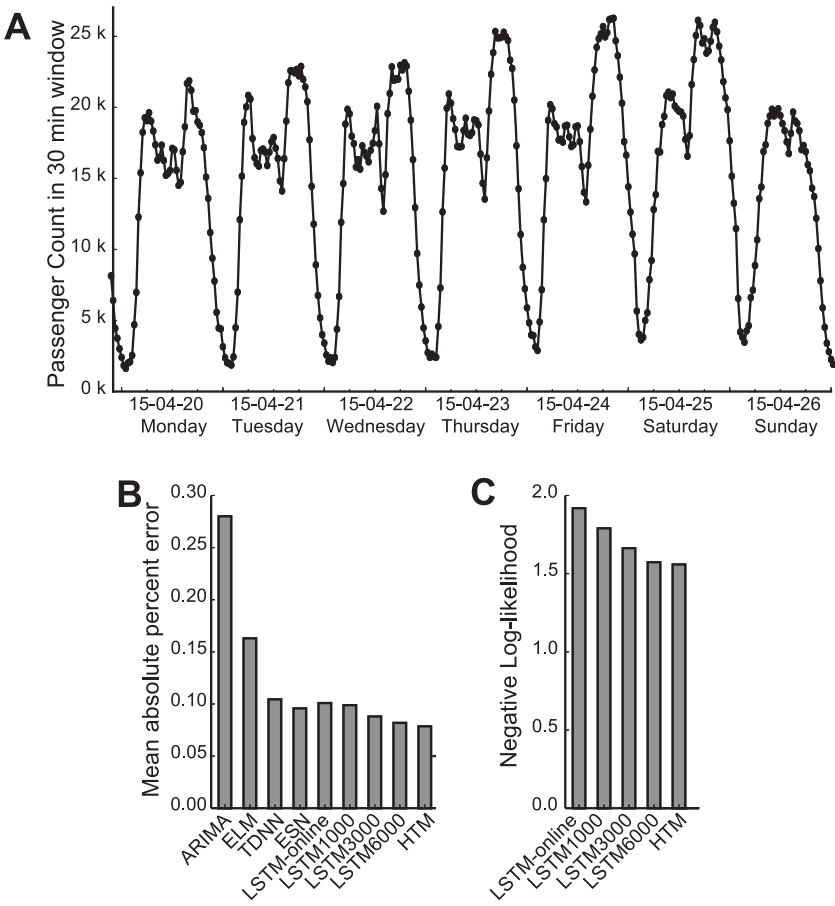 A
Passenger Count in 30 min window
25 k
20 k
15 k
10 k
5 k
0 k
15-04-20 15-04-21 15-04-22 15-04-23 15-04-24 15-04-25 15-04-26
Monday Tuesday Wednesday Thursday Friday Saturday Sunday
B
Mean absolute percent error
0.30
0.25
0.20
0.15
0.10
0.05
0.00
ARIMA
ELM
TDNN
ESN
LSTM-online
LSTM1000
LSTM3000
LSTM6000
HTM
C
Negative Log-likelihood
2.0
1.5
1.0
0.5
0.0
LSTM-online
LSTM1000
LSTM3000
LSTM6000
HTM